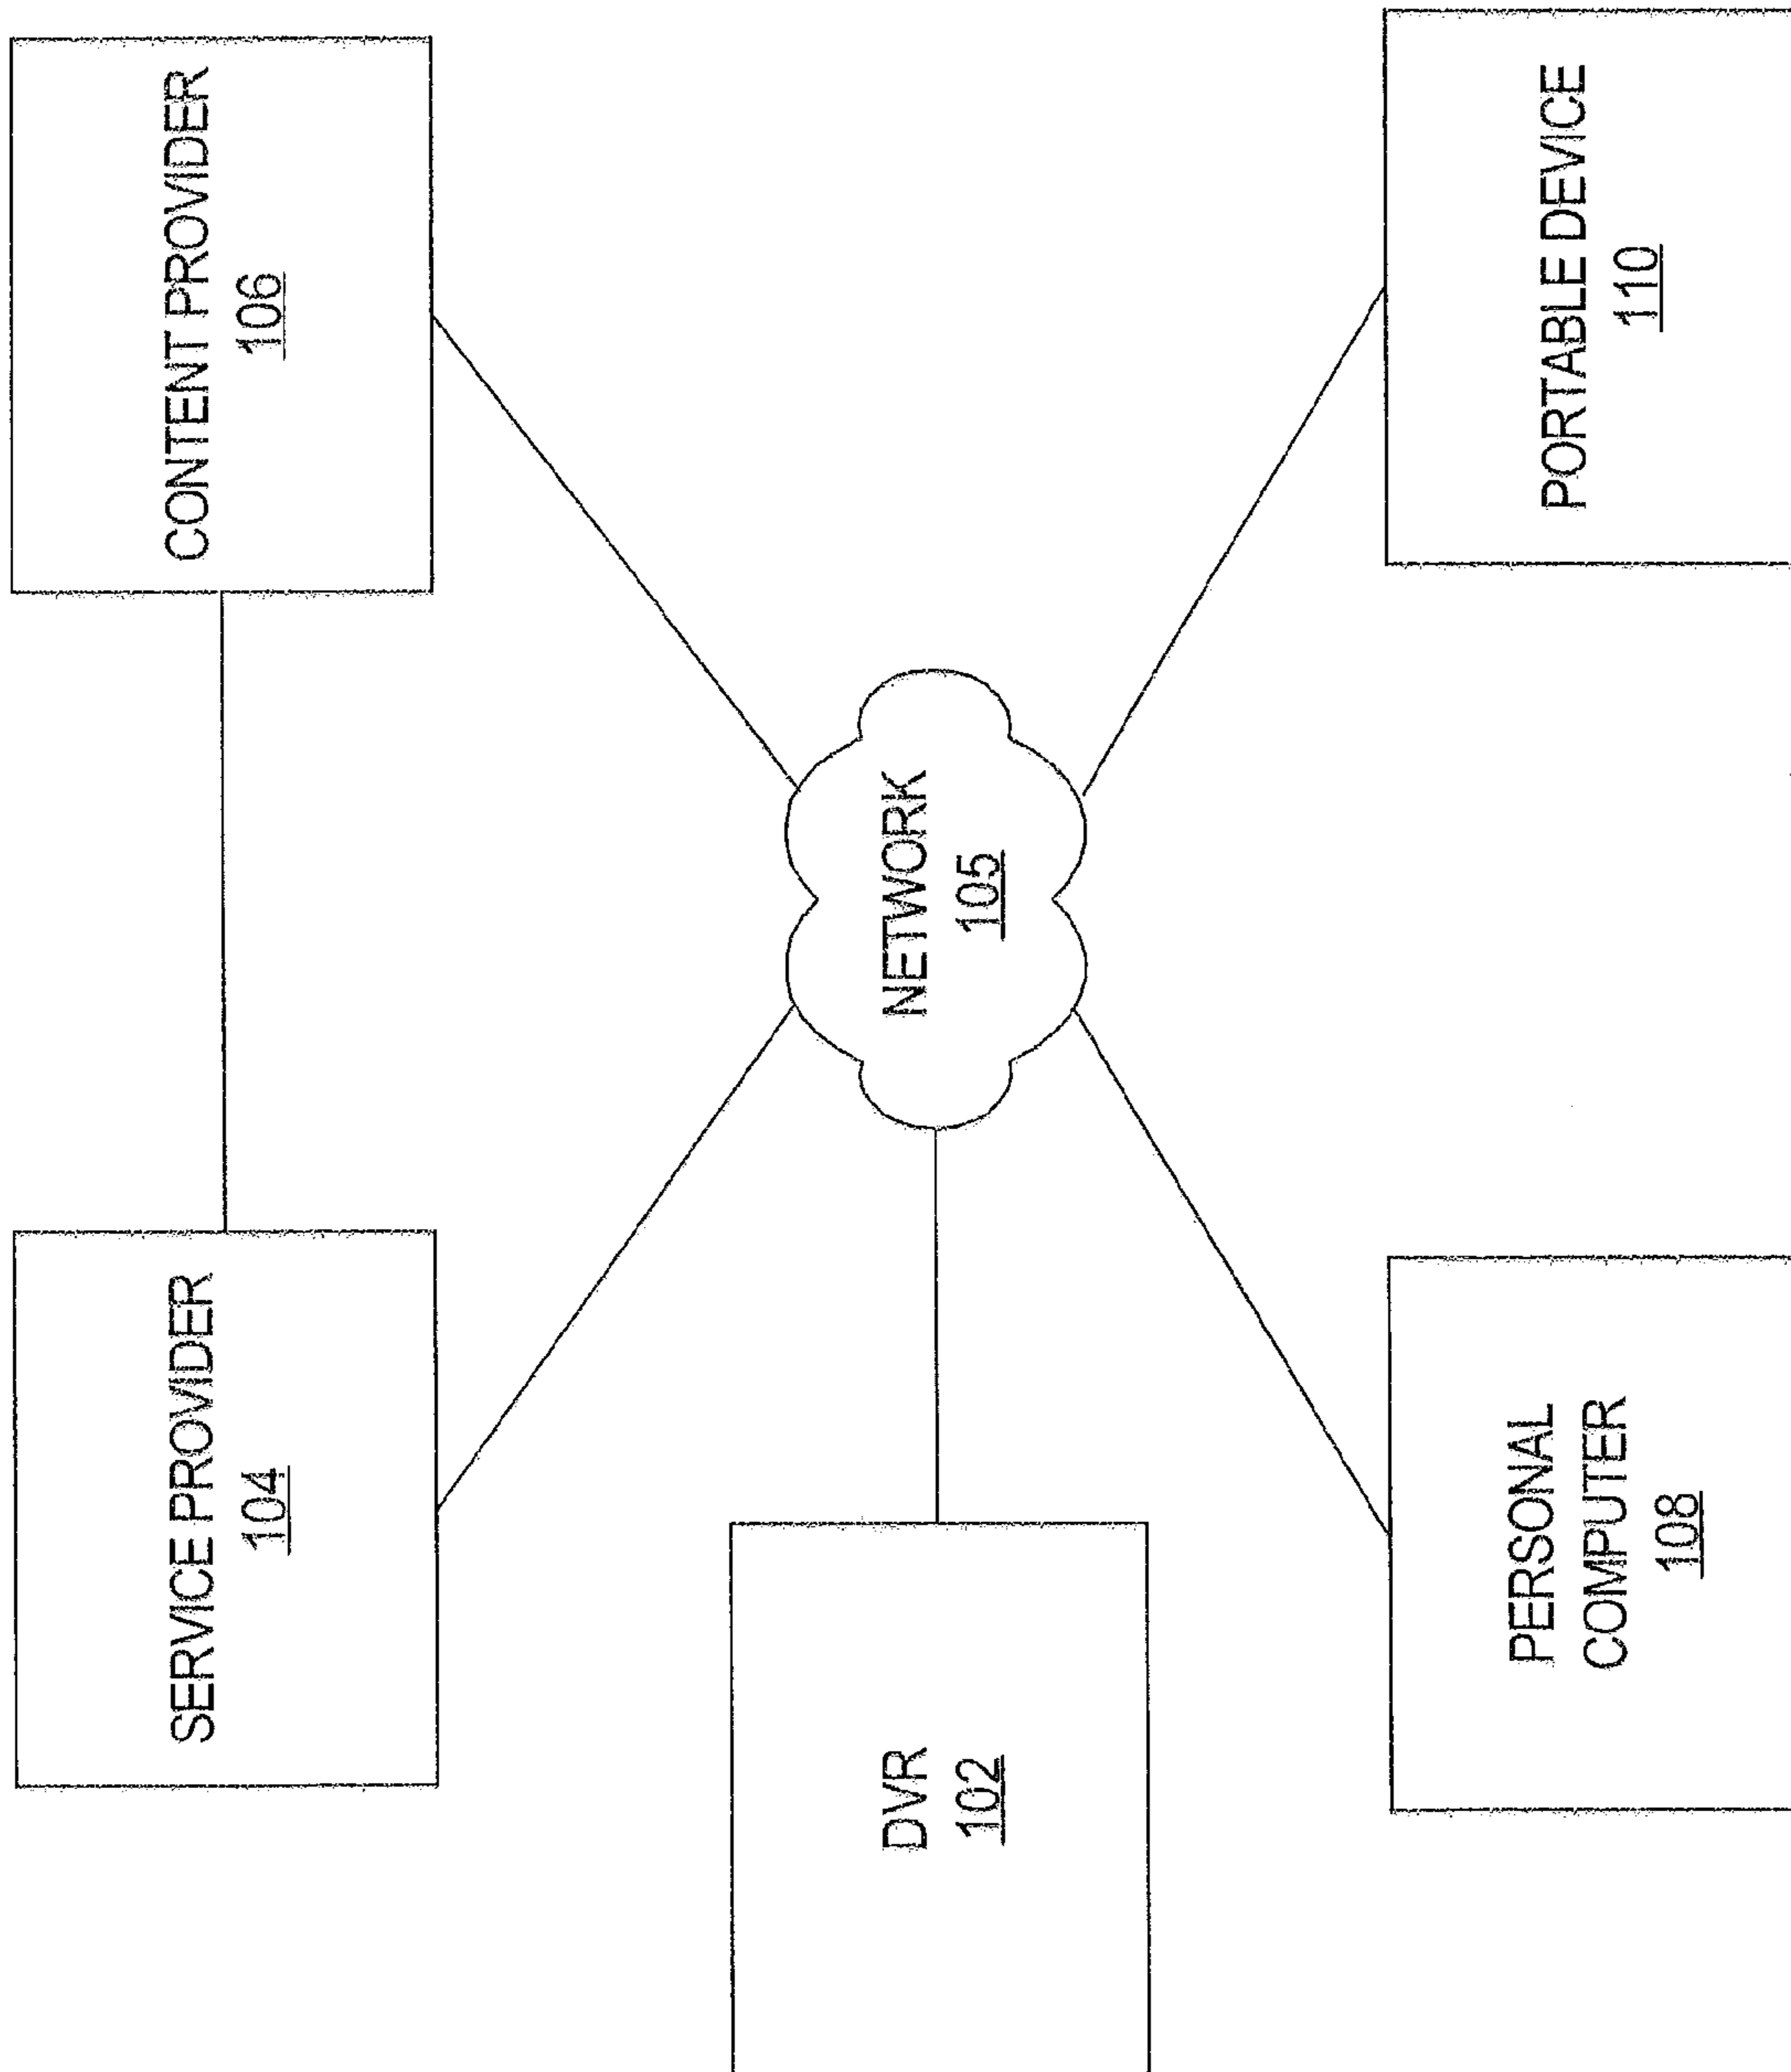 SERVICE PROVIDER
104
CONTENT PROVIDER
106
DVR
102
NETWORK
105
PERSONAL
COMPUTER
108
PORTABLE DEVICE
110